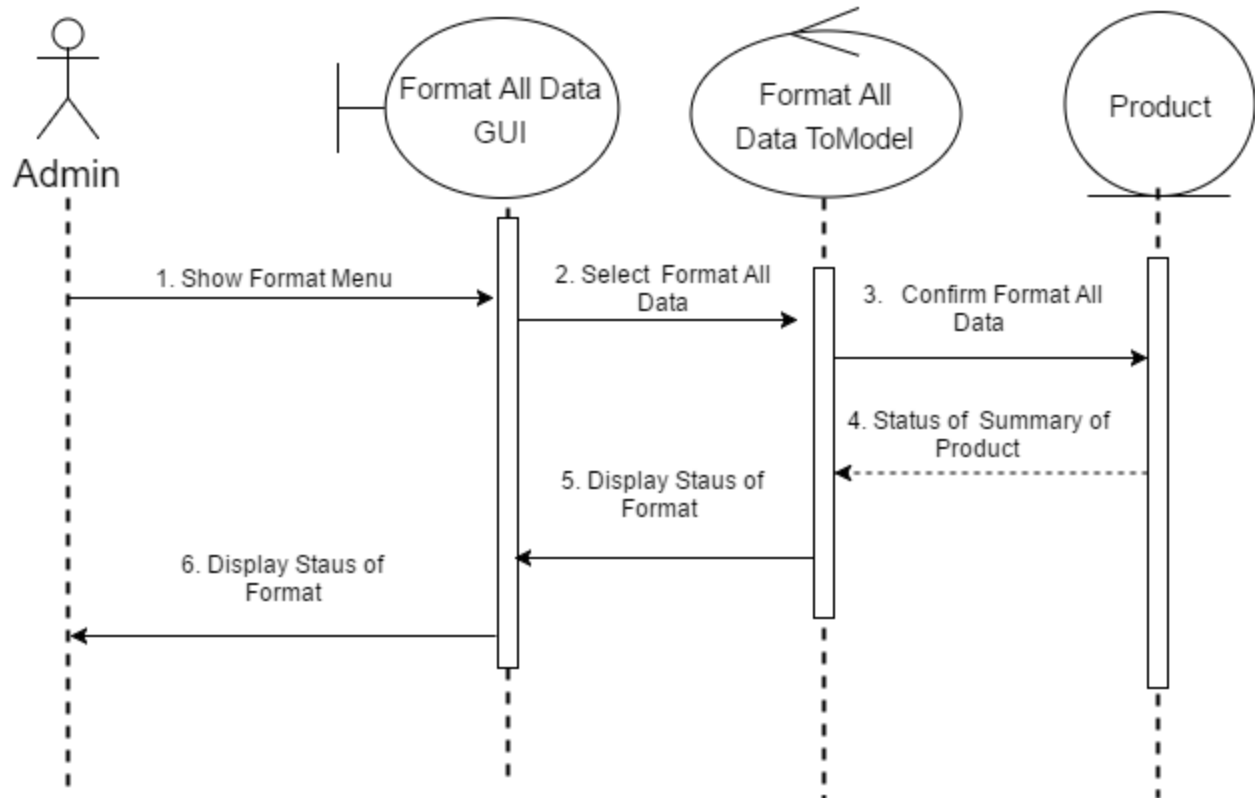 Format All Data
GUI
Format All
Data ToModel
Product
Admin
1. Show Format Menu
2. Select Format All
Data
3. Confirm Format All
Data
4. Status of Summary of
Product
5. Display Staus of
Format
6. Display Staus of
Format